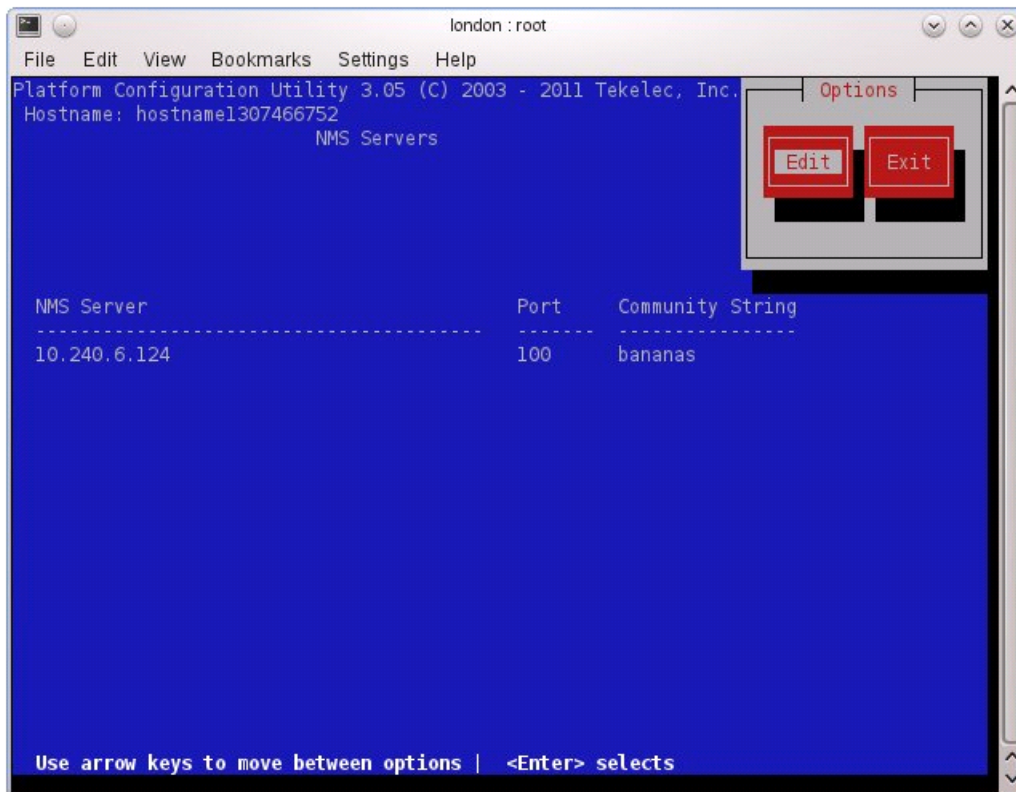 london : root
File Edit View Bookmarks Settings Help
Platform Configuration Utility 3.05 (C) 2003 - 2011 Tekelec, Inc.
Hostname: hostname1307466752
NMS Servers
Options
Edit Exit
NMS Server Port Community String
10.240.6.124 100 bananas
Use arrow keys to move between options | <Enter> selects